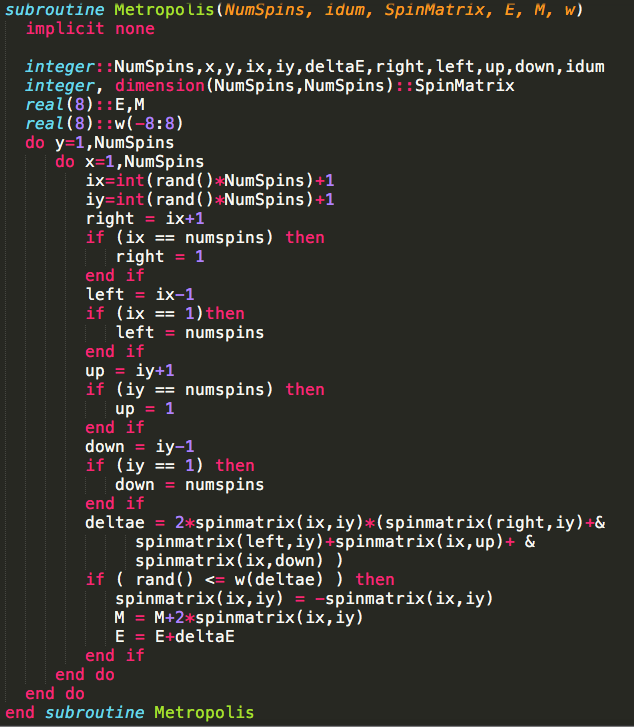 subroutine Metropolis(NumSpins, idum, SpinMatrix, E, M, w)
  implicit none

  integer::NumSpins,x,y,ix,iy,deltaE,right,left,up,down,idum
  integer, dimension(NumSpins,NumSpins)::SpinMatrix
  real(8)::E,M
  real(8)::w(-8:8)
  do y=1,NumSpins
     do x=1,NumSpins
        ix=int(rand()*NumSpins)+1
        iy=int(rand()*NumSpins)+1
        right = ix+1
        if (ix == numspins) then
           right = 1
        end if
        left = ix-1
        if (ix == 1)then
           left = numspins
        end if
        up = iy+1
        if (iy == numspins) then
           up = 1
        end if
        down = iy-1
        if (iy == 1) then
           down = numspins
        end if
        deltae = 2*spinmatrix(ix,iy)*(spinmatrix(right,iy)+&
             spinmatrix(left,iy)+spinmatrix(ix,up)+ &
             spinmatrix(ix,down) )
        if ( rand() <= w(deltae) ) then
           spinmatrix(ix,iy) = -spinmatrix(ix,iy)
           M = M+2*spinmatrix(ix,iy)
           E = E+deltaE
        end if
     end do
  end do
end subroutine Metropolis